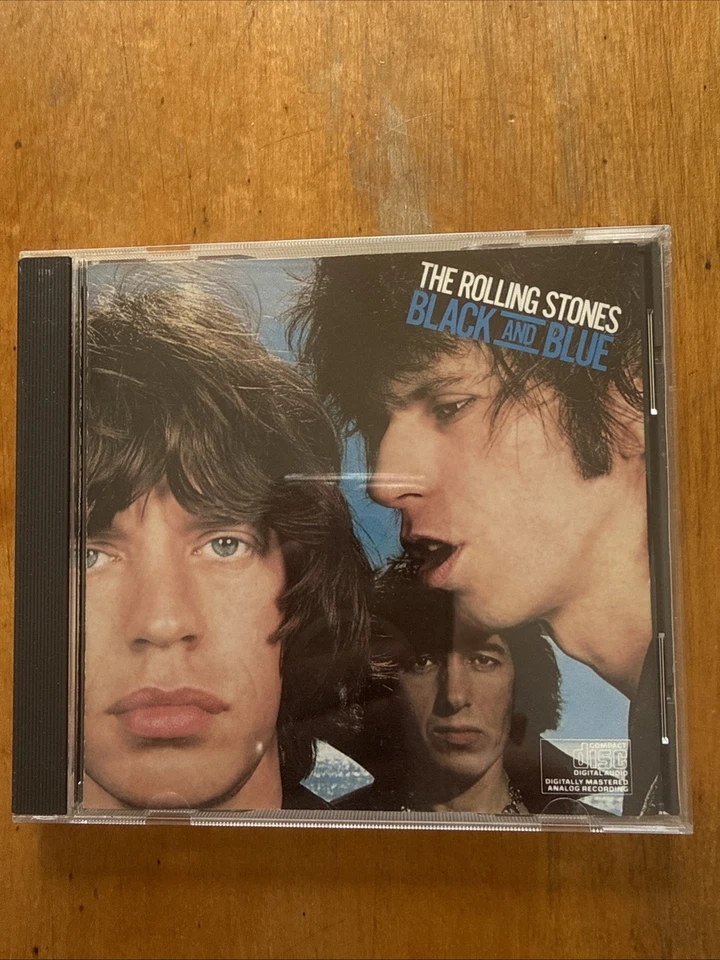 THE ROLLING STONES
BLACK AND BLUE
COMPACT
disc
DIGITAL AUDIO
DIGITALLY MASTERED
ANALOG RECORDING